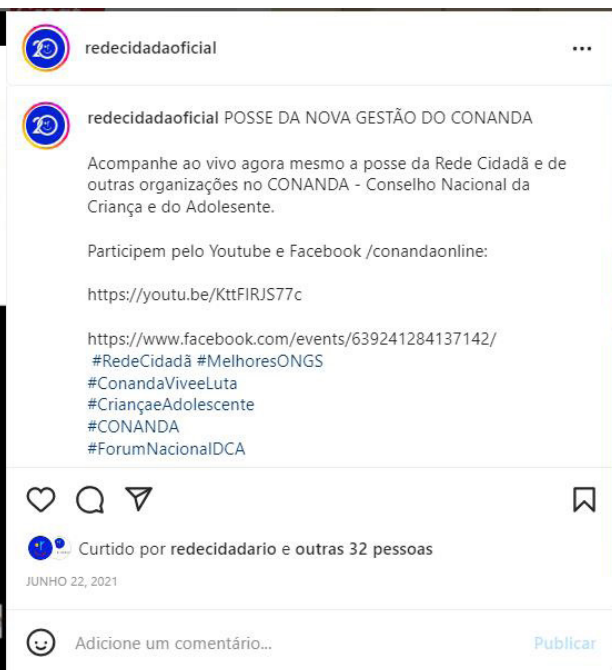 redecidadaoficial
redecidadaoficial POSSE DA NOVA GESTÃO DO CONANDA
Acompanhe ao vivo agora mesmo a posse da Rede Cidadã e de
outras organizações no CONANDA - Conselho Nacional da
Criança e do Adolesente.
Participem pelo Youtube e Facebook /conandaonline:
https://youtu.be/KttFIRJS77c
https://www.facebook.com/events/639241284137142/
#RedeCidadã #MelhoresONGS
#ConandaViveeLuta
#CriançaeAdolescente
#CONANDA
#ForumNacionalDCA
Curtido por redecidadario e outras 32 pessoas
JUNHO 22, 2021
Adicione um comentário... Publicar